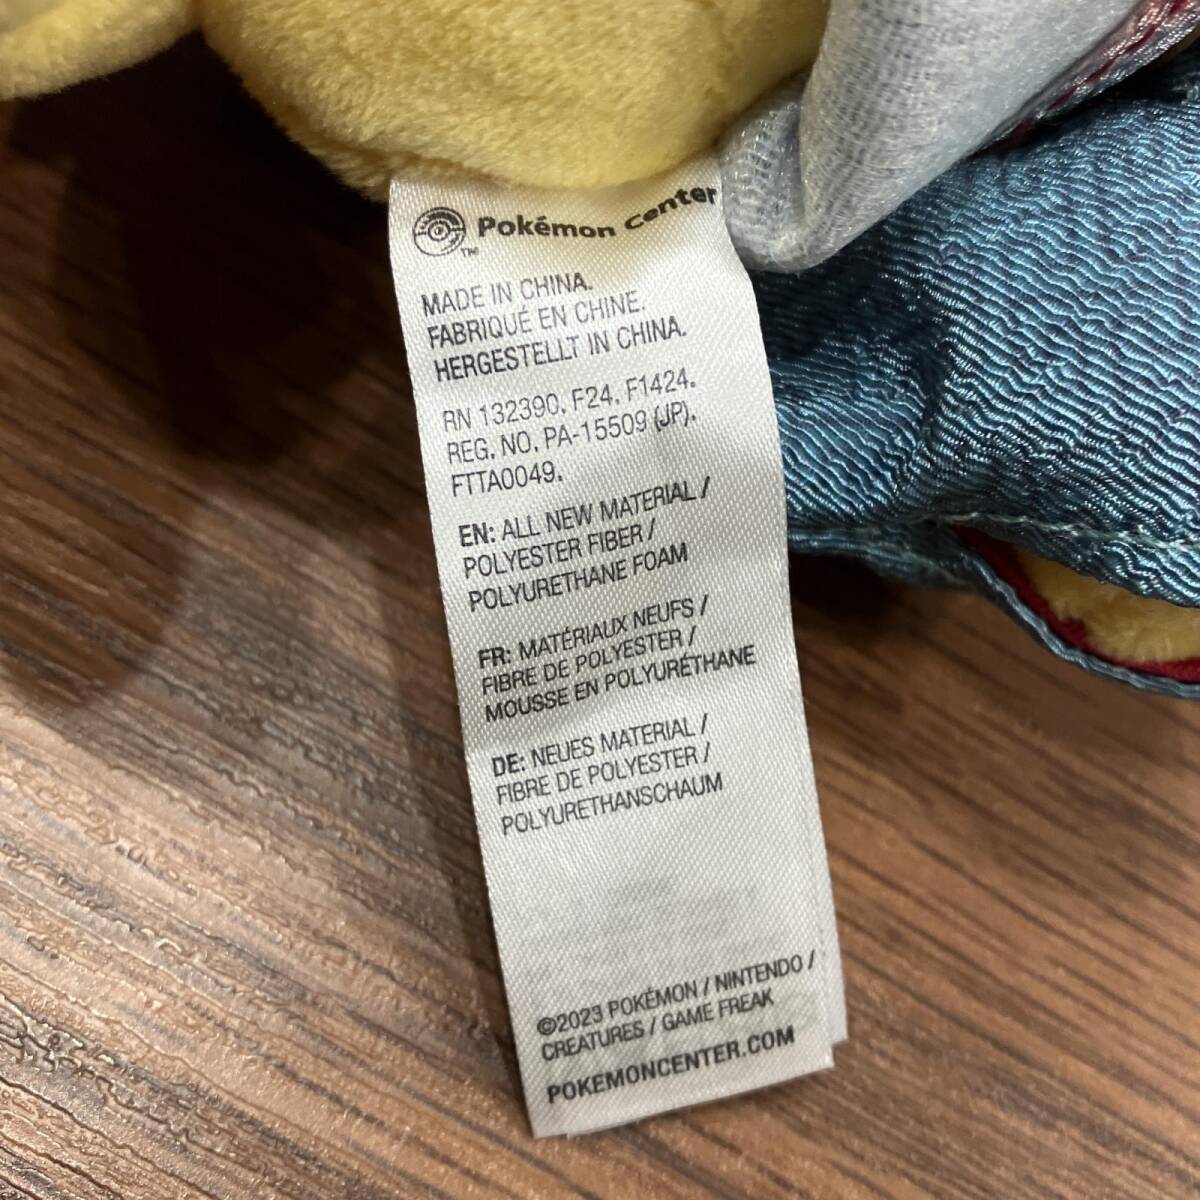 Pokémon Center
TM
MADE IN CHINA.
FABRIQUÉ EN CHINE.
HERGESTELLT IN CHINA.
RN 132390. F24. F1424.
REG. NO. PA-15509 (JP).
FTTA0049.
EN: ALL NEW MATERIAL /
POLYESTER FIBER /
POLYURETHANE FOAM
FR: MATÉRIAUX NEUFS /
FIBRE DE POLYESTER /
MOUSSE EN POLYURÉTHANE
DE: NEUES MATERIAL /
FIBRE DE POLYESTER /
POLYURETHANSCHAUM
©2023 POKÉMON / NINTENDO /
CREATURES / GAME FREAK
POKEMONCENTER.COM